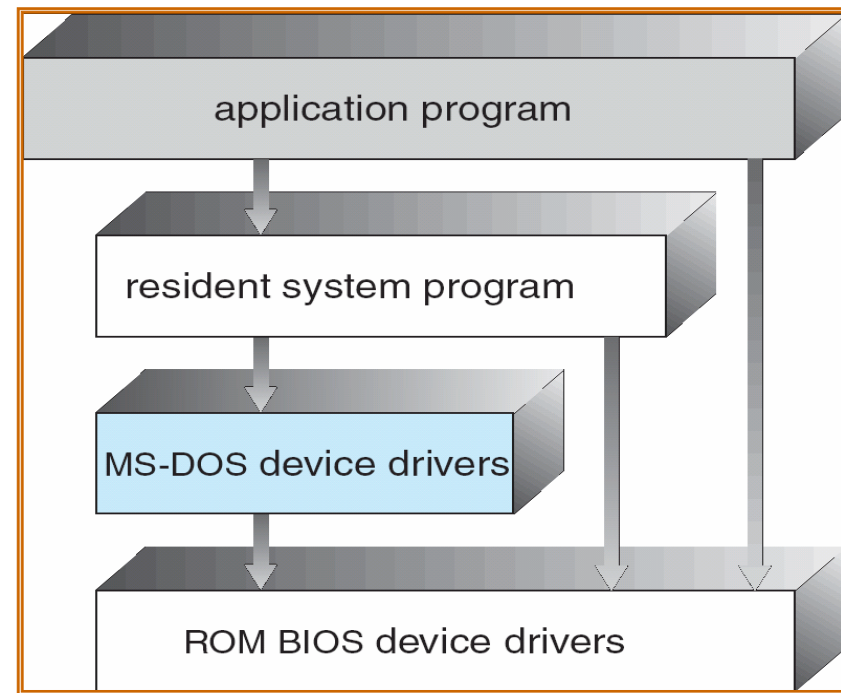 application program
resident system program
MS-DOS device drivers
ROM BIOS device drivers